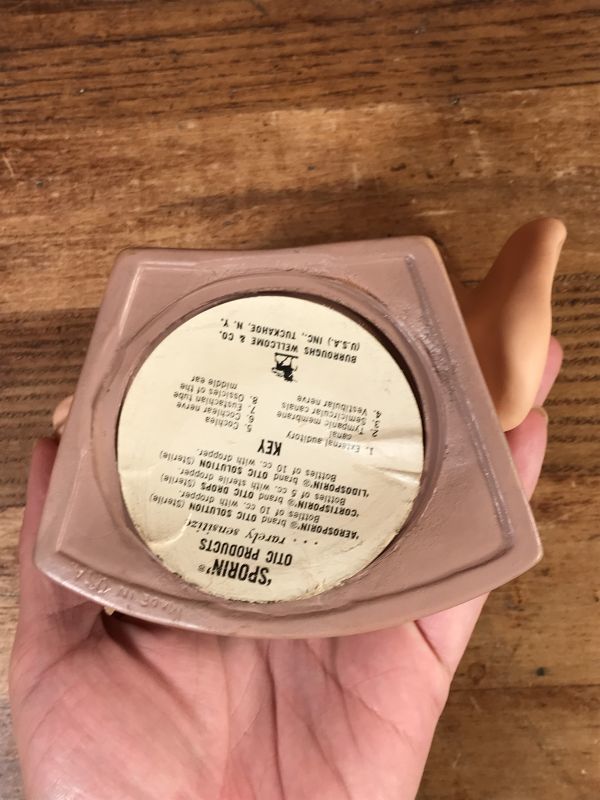 'SPORIN'®
OTIC PRODUCTS
. . . rarely sensitize
'AEROSPORIN'® brand OTIC SOLUTION (Sterile)
Bottles of 10 cc. with dropper.
'CORTISPORIN'® brand OTIC DROPS (Sterile)
Bottles of 5 cc. with sterile dropper.
'LIDOSPORIN'® brand OTIC SOLUTION (Sterile)
Bottles of 10 cc. with dropper.
KEY
1. External auditory
canal
2. Tympanic membrane
3. Semicircular canals
4. Vestibular nerve
5. Cochlea
6. Cochlear nerve
7. Eustachian tube
8. Ossicles of the
middle ear
BURROUGHS WELLCOME & CO.
(U.S.A.) INC., TUCKAHOE, N. Y.
MADE IN U.S.A.